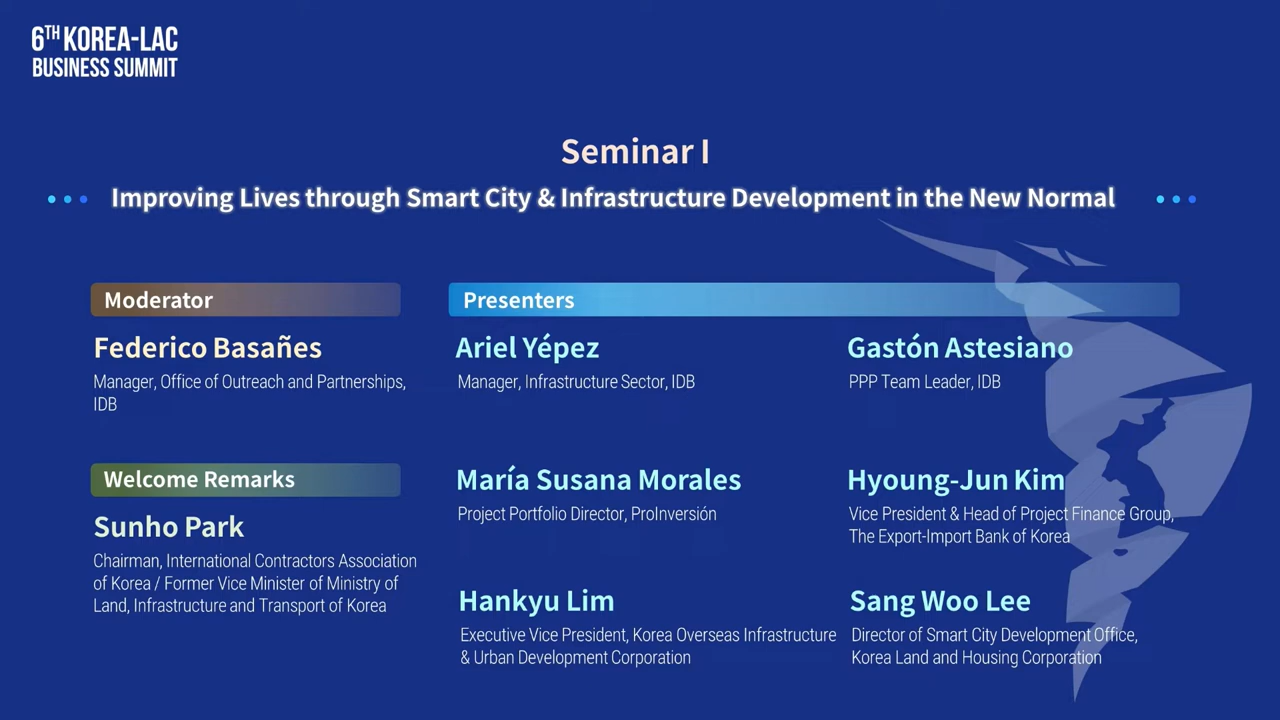 6TH KOREA-LAC
BUSINESS SUMMIT
Seminar I
Improving Lives through Smart City & Infrastructure Development in the New Normal
Moderator
Federico Basañes
Manager, Office of Outreach and Partnerships,
IDB
Welcome Remarks
Sunho Park
Chairman, International Contractors Association
of Korea / Former Vice Minister of Ministry of
Land, Infrastructure and Transport of Korea
Presenters
Ariel Yépez
Manager, Infrastructure Sector, IDB
Gastón Astesiano
PPP Team Leader, IDB
María Susana Morales
Project Portfolio Director, ProInversión
Hyoung-Jun Kim
Vice President & Head of Project Finance Group,
The Export-Import Bank of Korea
Hankyu Lim
Executive Vice President, Korea Overseas Infrastructure
& Urban Development Corporation
Sang Woo Lee
Director of Smart City Development Office,
Korea Land and Housing Corporation